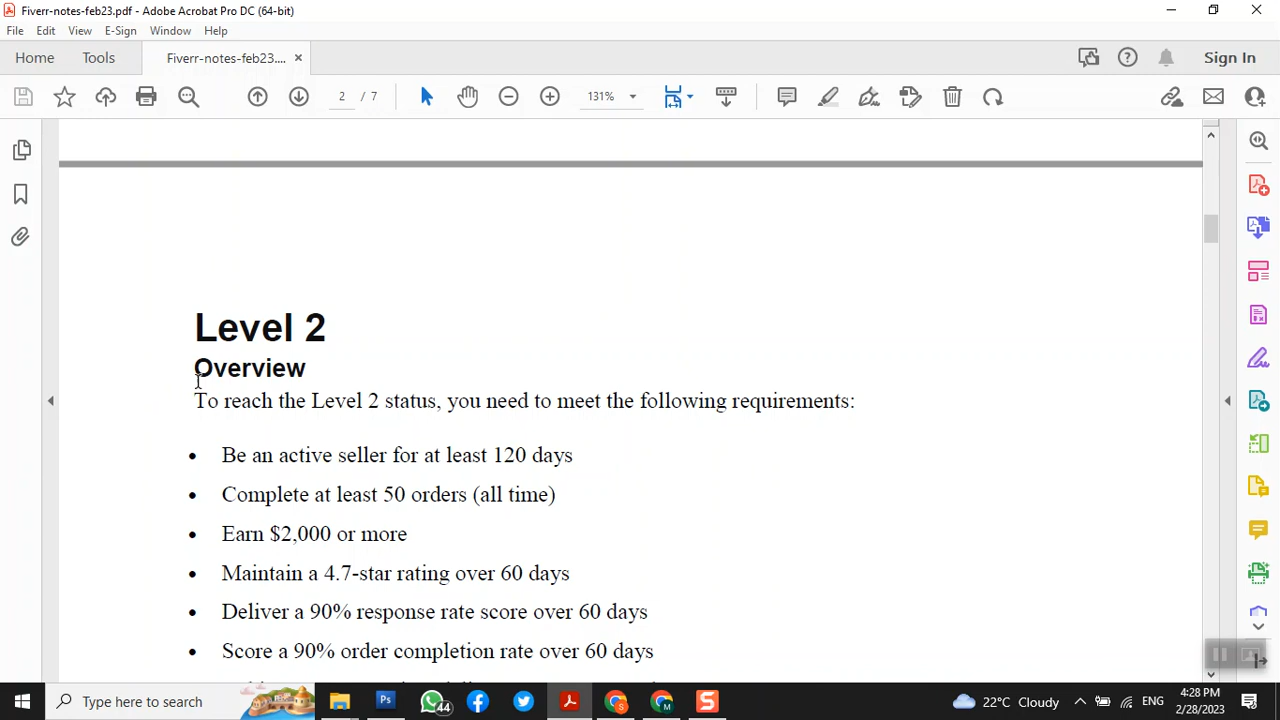 Fiverr-notes-feb23.pdf - Adobe Acrobat Pro DC (64-bit)
File Edit View E-Sign Window Help
Home Tools Fiverr-notes-feb23.... × Sign In
2 / 7 131%
Level 2
Overview
To reach the Level 2 status, you need to meet the following requirements:
• Be an active seller for at least 120 days
• Complete at least 50 orders (all time)
• Earn $2,000 or more
• Maintain a 4.7-star rating over 60 days
• Deliver a 90% response rate score over 60 days
• Score a 90% order completion rate over 60 days
Type here to search Ps 44 S M S 22°C Cloudy ENG 4:28 PM
2/28/2023